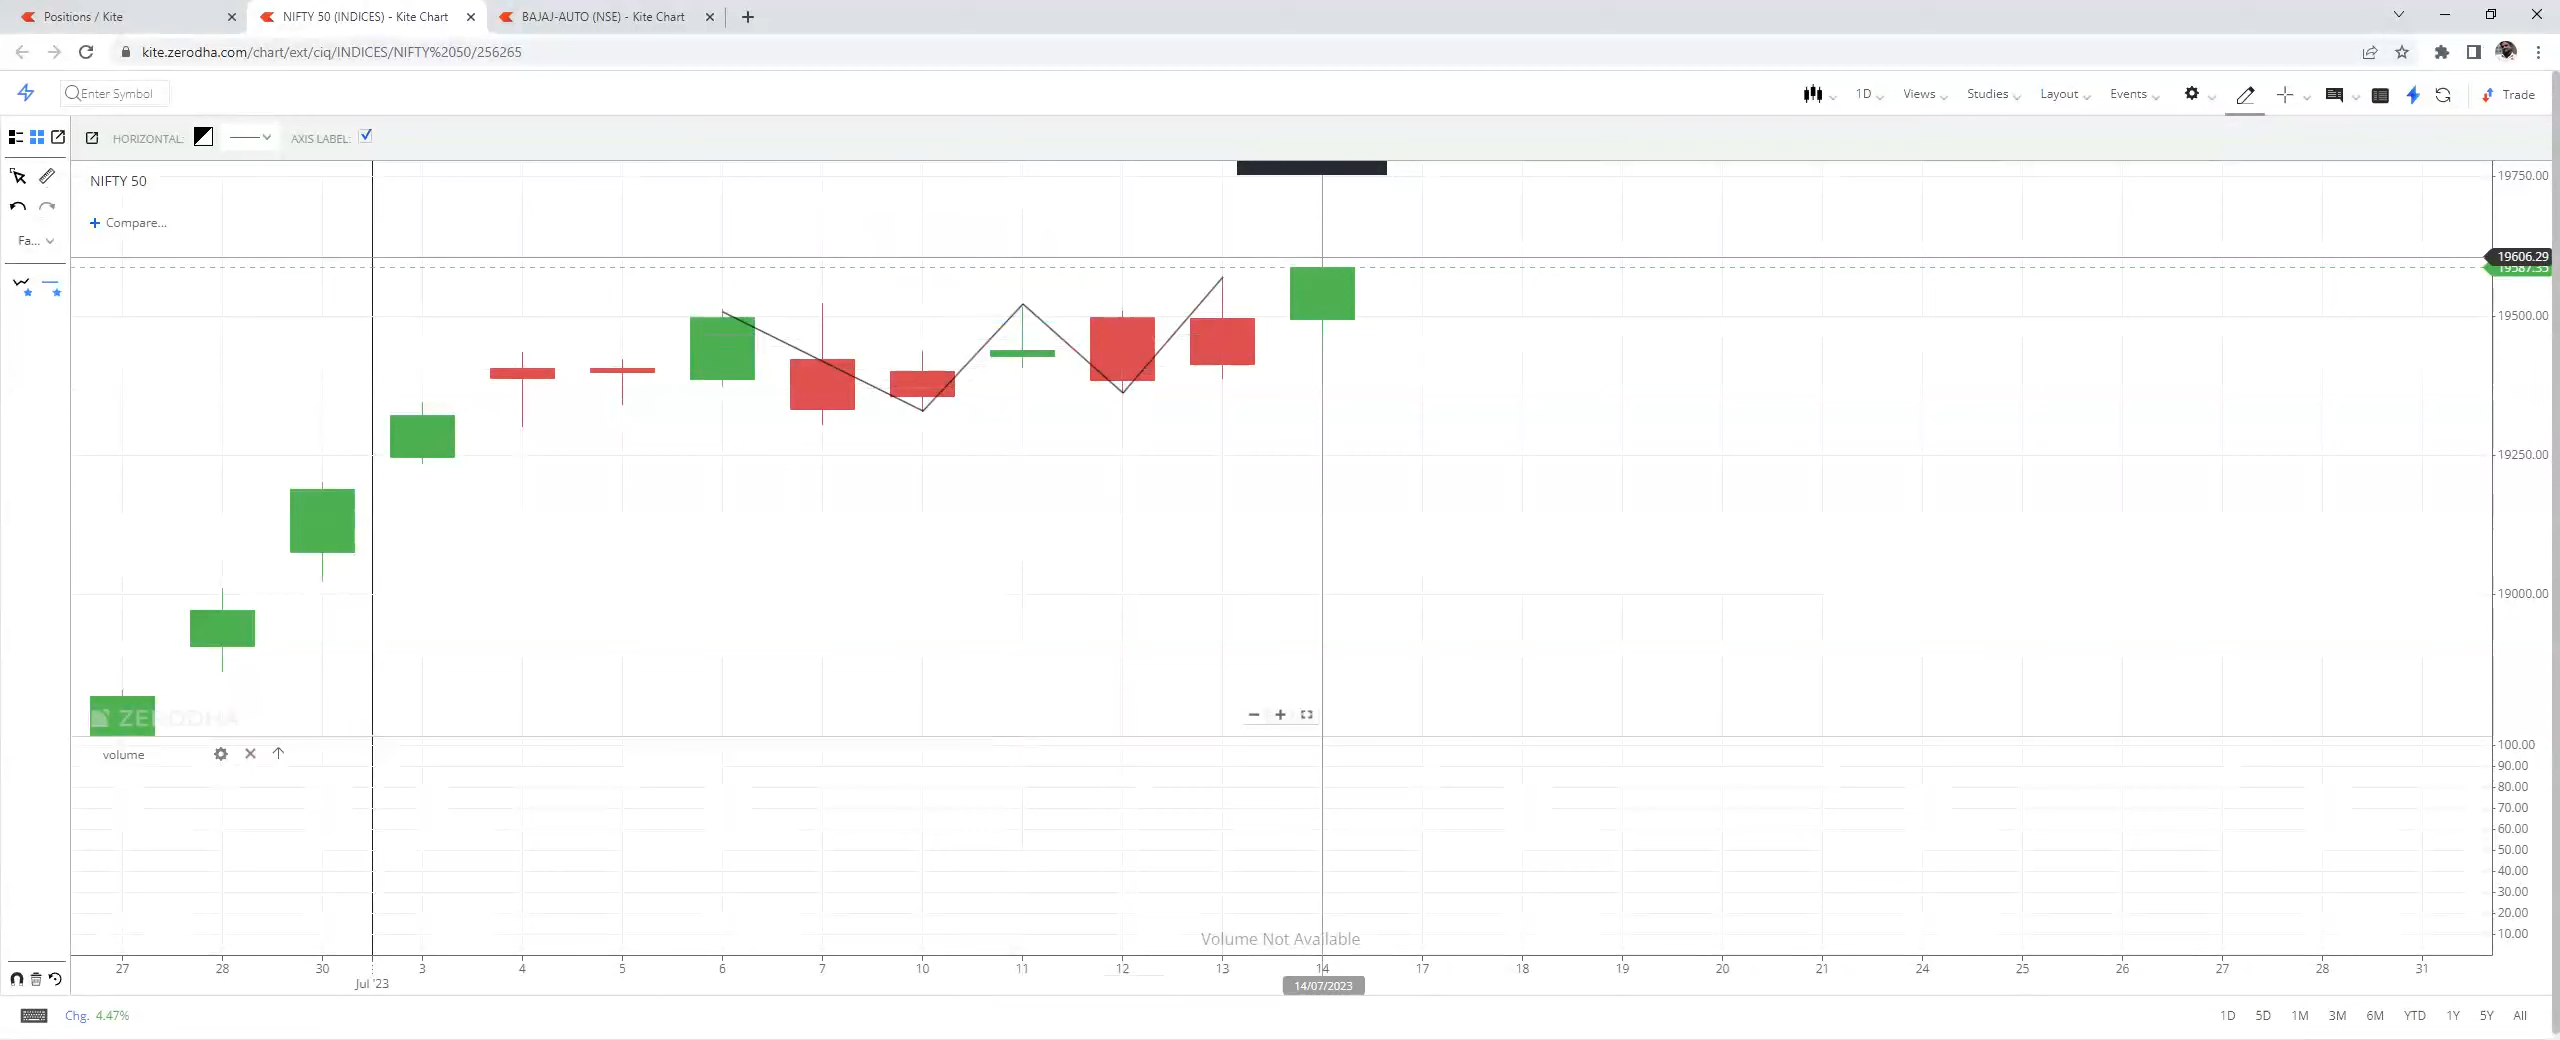 Positions / Kite
NIFTY 50 (INDICES) - Kite Chart
BAJAJ-AUTO (NSE) - Kite Chart
kite.zerodha.com/chart/ext/ciq/INDICES/NIFTY%2050/256265
Enter Symbol
1D
Views
Studies
Layout
Events
Trade
HORIZONTAL:
AXIS LABEL:
NIFTY 50
Compare...
Fa...
19750.00
19606.29
19587.35
19500.00
19250.00
19000.00
ZERODHA
volume
100.00
90.00
80.00
70.00
60.00
50.00
40.00
30.00
20.00
10.00
Volume Not Available
27 28 30 3 4 5 6 7 10 11 12 13 14 17 18 19 20 21 24 25 26 27 28 31
Jul '23
14/07/2023
Chg. 4.47%
1D 5D 1M 3M 6M YTD 1Y 5Y All